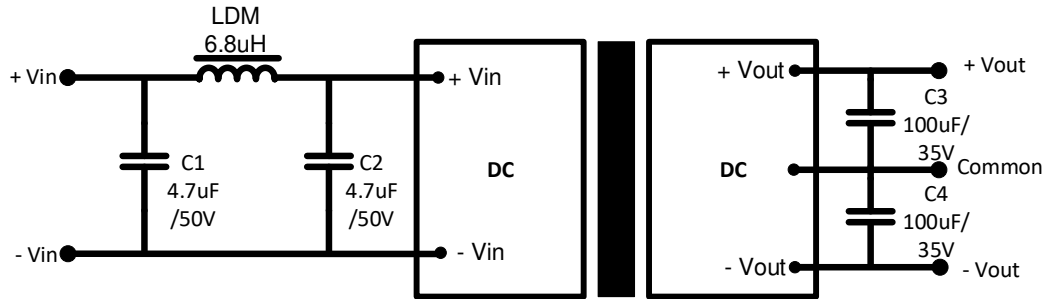 LDM
6.8uH
+ Vin
+ Vin
C1
4.7uF
/50V
C2
4.7uF
/50V
- Vin
- Vin
DC
DC
+ Vout
+ Vout
C3
100uF/
35V
Common
C4
100uF/
35V
- Vout
- Vout